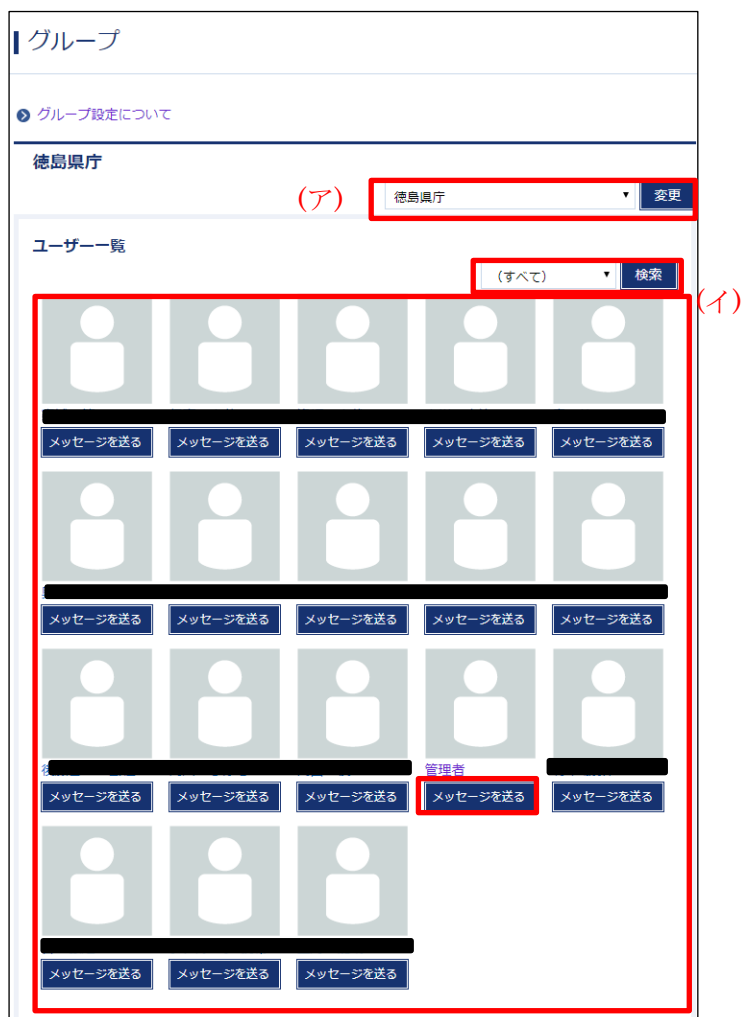 グループ
グループ設定について
徳島県庁
(ア) 徳島県庁 変更
ユーザー一覧
(すべて) 検索
(イ)
メッセージを送る メッセージを送る メッセージを送る メッセージを送る メッセージを送る
メッセージを送る メッセージを送る メッセージを送る メッセージを送る メッセージを送る
管理者
メッセージを送る メッセージを送る メッセージを送る メッセージを送る メッセージを送る
メッセージを送る メッセージを送る メッセージを送る